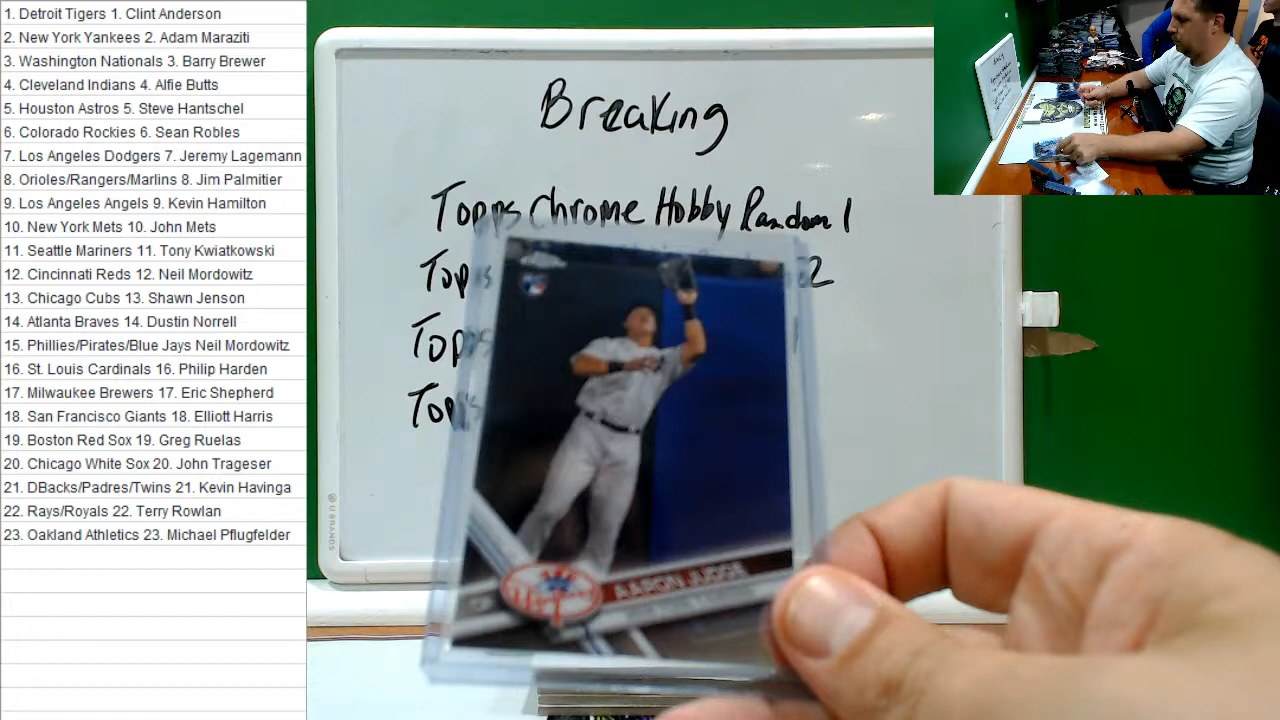 1. Detroit Tigers 1. Clint Anderson
2. New York Yankees 2. Adam Maraziti
3. Washington Nationals 3. Barry Brewer
4. Cleveland Indians 4. Alfie Butts
5. Houston Astros 5. Steve Hantschel
6. Colorado Rockies 6. Sean Robles
7. Los Angeles Dodgers 7. Jeremy Lagemann
8. Orioles/Rangers/Marlins 8. Jim Palmitier
9. Los Angeles Angels 9. Kevin Hamilton
10. New York Mets 10. John Mets
11. Seattle Mariners 11. Tony Kwiatkowski
12. Cincinnati Reds 12. Neil Mordowitz
13. Chicago Cubs 13. Shawn Jenson
14. Atlanta Braves 14. Dustin Norrell
15. Phillies/Pirates/Blue Jays Neil Mordowitz
16. St. Louis Cardinals 16. Philip Harden
17. Milwaukee Brewers 17. Eric Shepherd
18. San Francisco Giants 18. Elliott Harris
19. Boston Red Sox 19. Greg Ruelas
20. Chicago White Sox 20. John Trageser
21. DBacks/Padres/Twins 21. Kevin Havinga
22. Rays/Royals 22. Terry Rowlan
23. Oakland Athletics 23. Michael Pflugfelder
Breaking
Topps Chrome Hobby Random 1
Topps 2
Topps
Topps
AARON JUDGE
U BRANDS